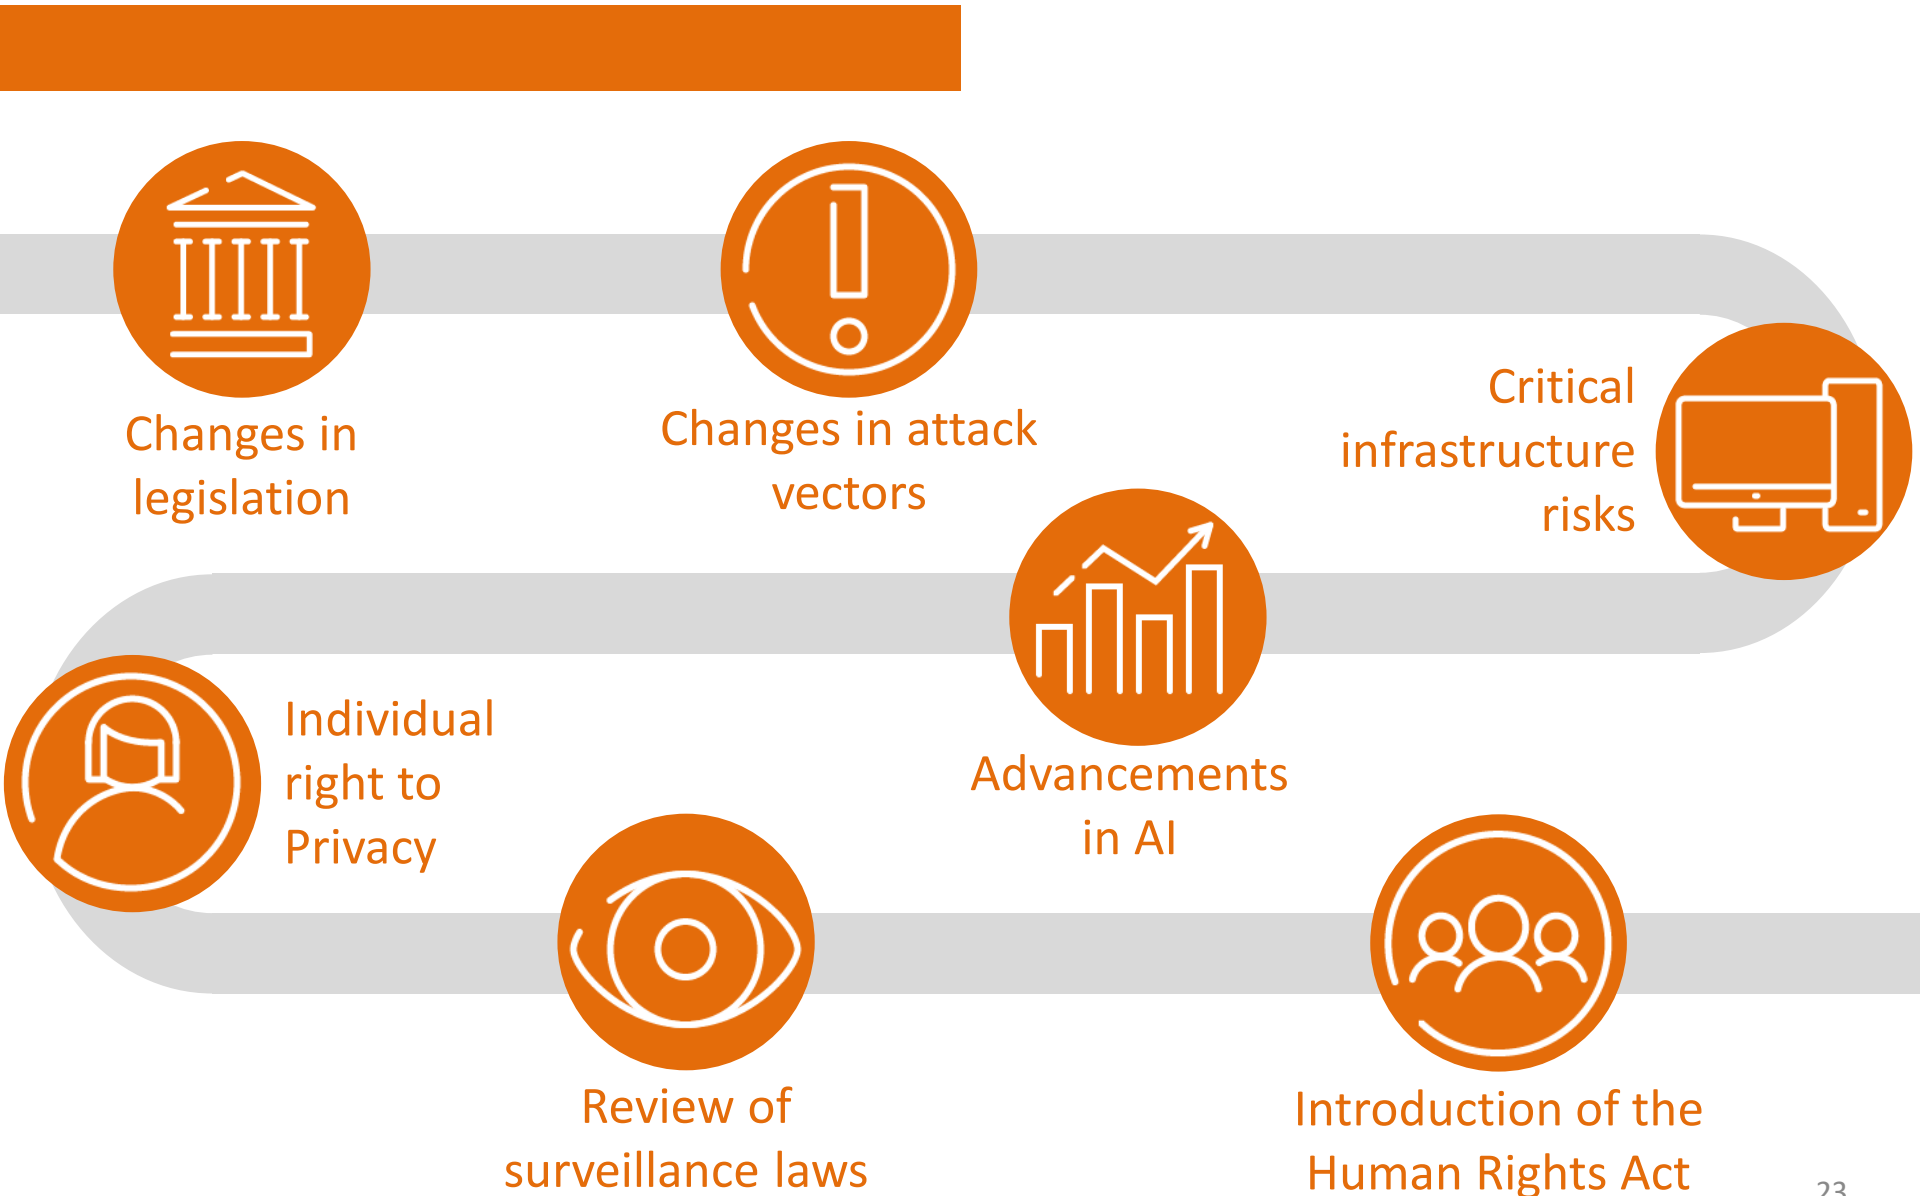 Changes in
legislation
Changes in attack
vectors
Critical
infrastructure
risks
Advancements
in AI
Individual
right to
Privacy
Review of
surveillance laws
Introduction of the
Human Rights Act
23